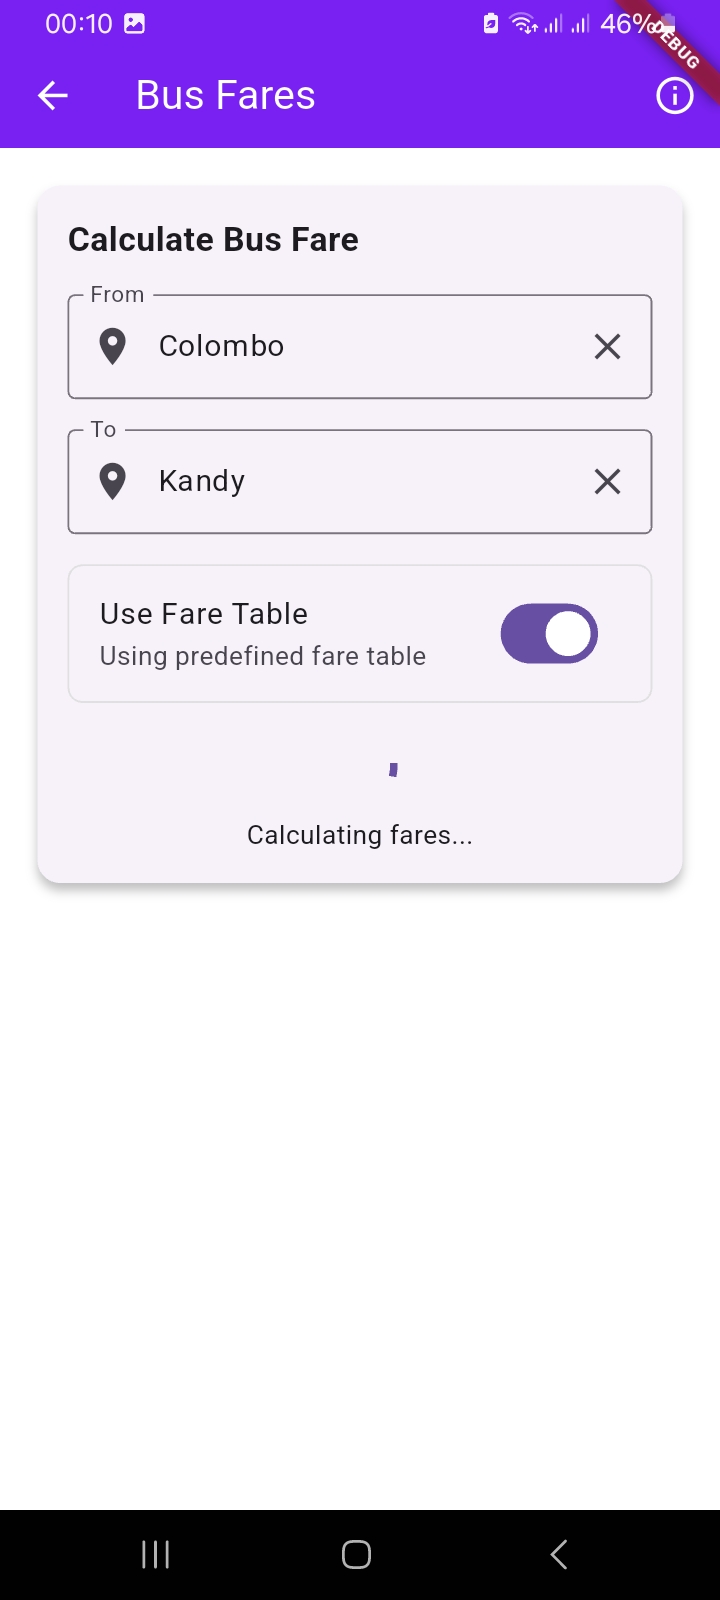 00:10 46%
DEBUG
Bus Fares
Calculate Bus Fare
From
Colombo
To
Kandy
Use Fare Table
Using predefined fare table
Calculating fares...